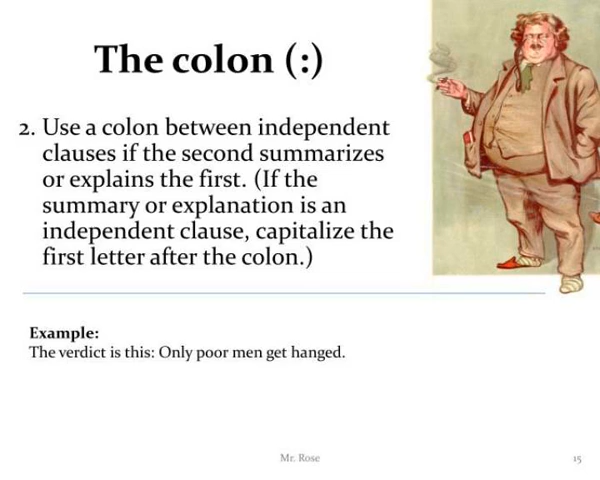 The colon (:)
2. Use a colon between independent
clauses if the second summarizes
or explains the first. (If the
summary or explanation is an
independent clause, capitalize the
first letter after the colon.)
Example:
The verdict is this: Only poor men get hanged.
Mr. Rose
15